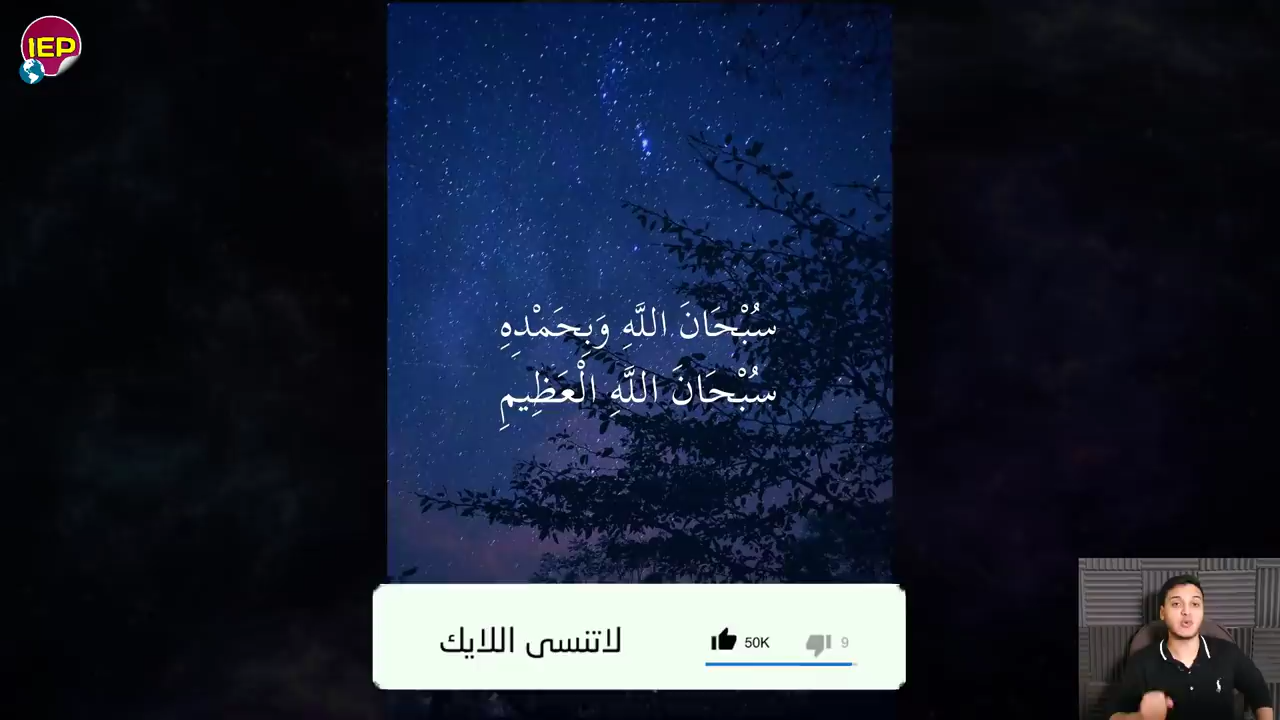 IEP
سُبْحَانَ اللَّهِ وَبِحَمْدِهِ
سُبْحَانَ اللَّهِ الْعَظِيمِ
لاتنسى اللايك
50K
9